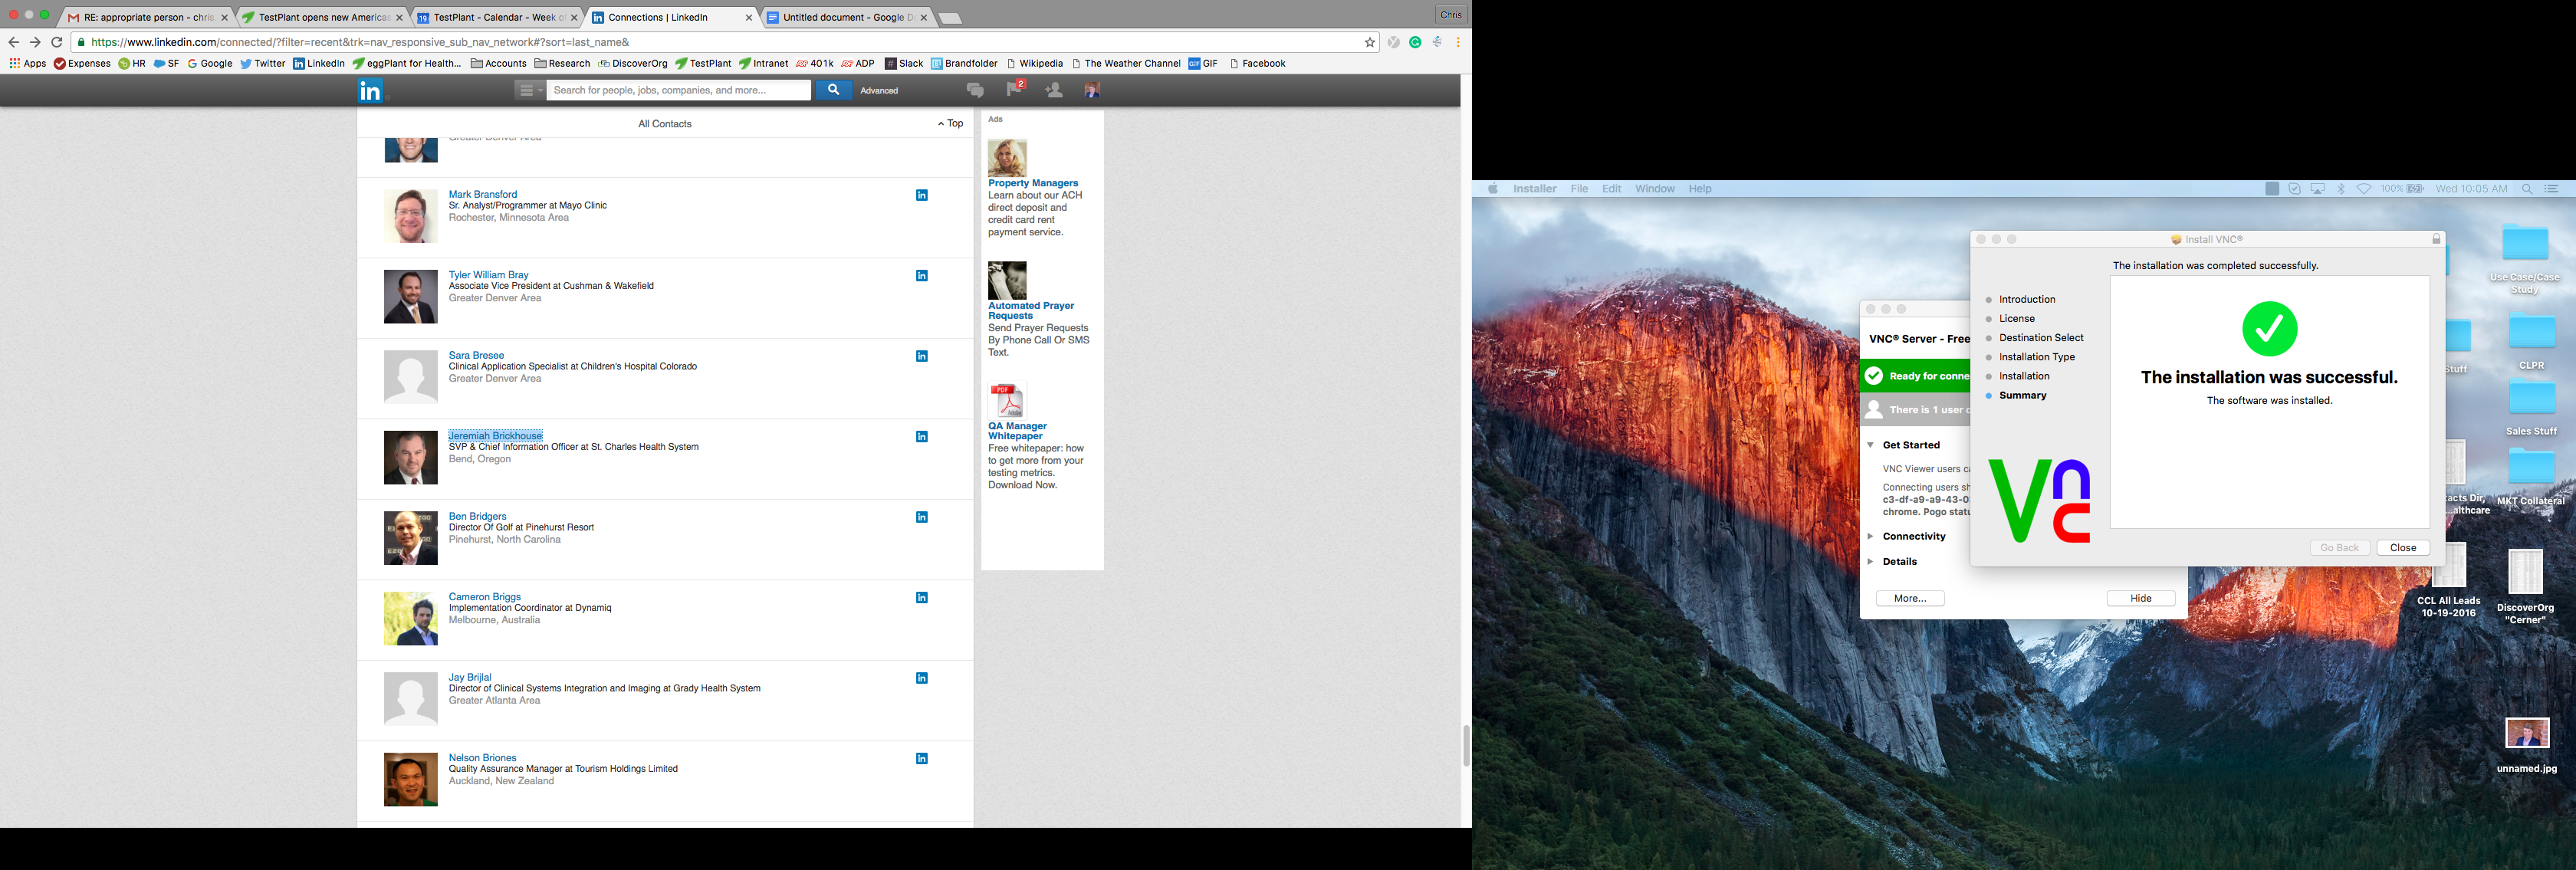 RE: appropriate person - chris.
TestPlant opens new Americas
TestPlant - Calendar - Week of
Connections | LinkedIn
Untitled document - Google D
Chris
https://www.linkedin.com/connected/?filter=recent&trk=nav_responsive_sub_nav_network#?sort=last_name&
Apps Expenses HR SF Google Twitter LinkedIn eggPlant for Health... Accounts Research DiscoverOrg TestPlant Intranet 401k ADP Slack Brandfolder Wikipedia The Weather Channel GIF Facebook
in
Search for people, jobs, companies, and more...
Advanced
2
All Contacts
Top
Greater Denver Area
Mark Bransford
Sr. Analyst/Programmer at Mayo Clinic
Rochester, Minnesota Area
Tyler William Bray
Associate Vice President at Cushman & Wakefield
Greater Denver Area
Sara Bresee
Clinical Application Specialist at Children's Hospital Colorado
Greater Denver Area
Jeremiah Brickhouse
SVP & Chief Information Officer at St. Charles Health System
Bend, Oregon
Ben Bridgers
Director Of Golf at Pinehurst Resort
Pinehurst, North Carolina
Cameron Briggs
Implementation Coordinator at Dynamiq
Melbourne, Australia
Jay Brijlal
Director of Clinical Systems Integration and Imaging at Grady Health System
Greater Atlanta Area
Nelson Briones
Quality Assurance Manager at Tourism Holdings Limited
Auckland, New Zealand
Ads
Property Managers
Learn about our ACH
direct deposit and
credit card rent
payment service.
Automated Prayer
Requests
Send Prayer Requests
By Phone Call Or SMS
Text.
PDF
Adobe
QA Manager
Whitepaper
Free whitepaper: how
to get more from your
testing metrics.
Download Now.
Installer File Edit Window Help
100%
Wed 10:05 AM
Install VNC®
The installation was completed successfully.
Introduction
License
Destination Select
Installation Type
Installation
Summary
The installation was successful.
The software was installed.
Vnc
Go Back
Close
VNC® Server - Free
Ready for conne
There is 1 user c
Get Started
VNC Viewer users ca
Connecting users sh
c3-df-a9-a9-43-0
chrome. Pogo statu
Connectivity
Details
More...
Hide
Use Case/Case
Study
Stuff
CLPR
Sales Stuff
tacts Dir,
...althcare
MKT Collateral
CCL All Leads
10-19-2016
DiscoverOrg
"Cerner"
unnamed.jpg